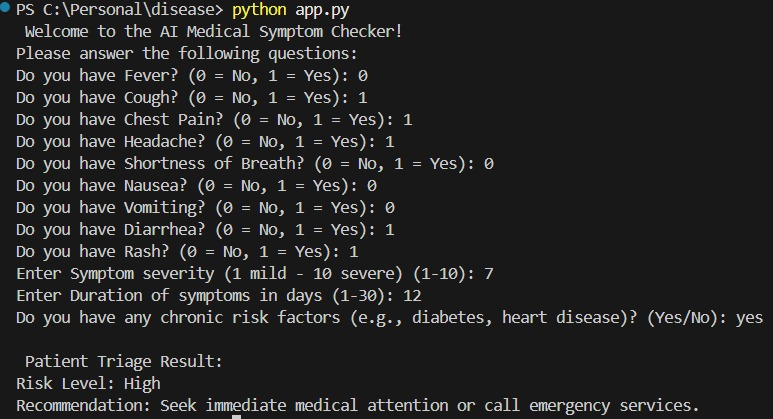 PS C:\Personal\disease> python app.py
Welcome to the AI Medical Symptom Checker!
Please answer the following questions:
Do you have Fever? (0 = No, 1 = Yes): 0
Do you have Cough? (0 = No, 1 = Yes): 1
Do you have Chest Pain? (0 = No, 1 = Yes): 1
Do you have Headache? (0 = No, 1 = Yes): 1
Do you have Shortness of Breath? (0 = No, 1 = Yes): 0
Do you have Nausea? (0 = No, 1 = Yes): 0
Do you have Vomiting? (0 = No, 1 = Yes): 0
Do you have Diarrhea? (0 = No, 1 = Yes): 1
Do you have Rash? (0 = No, 1 = Yes): 1
Enter Symptom severity (1 mild - 10 severe) (1-10): 7
Enter Duration of symptoms in days (1-30): 12
Do you have any chronic risk factors (e.g., diabetes, heart disease)? (Yes/No): yes
Patient Triage Result:
Risk Level: High
Recommendation: Seek immediate medical attention or call emergency services.